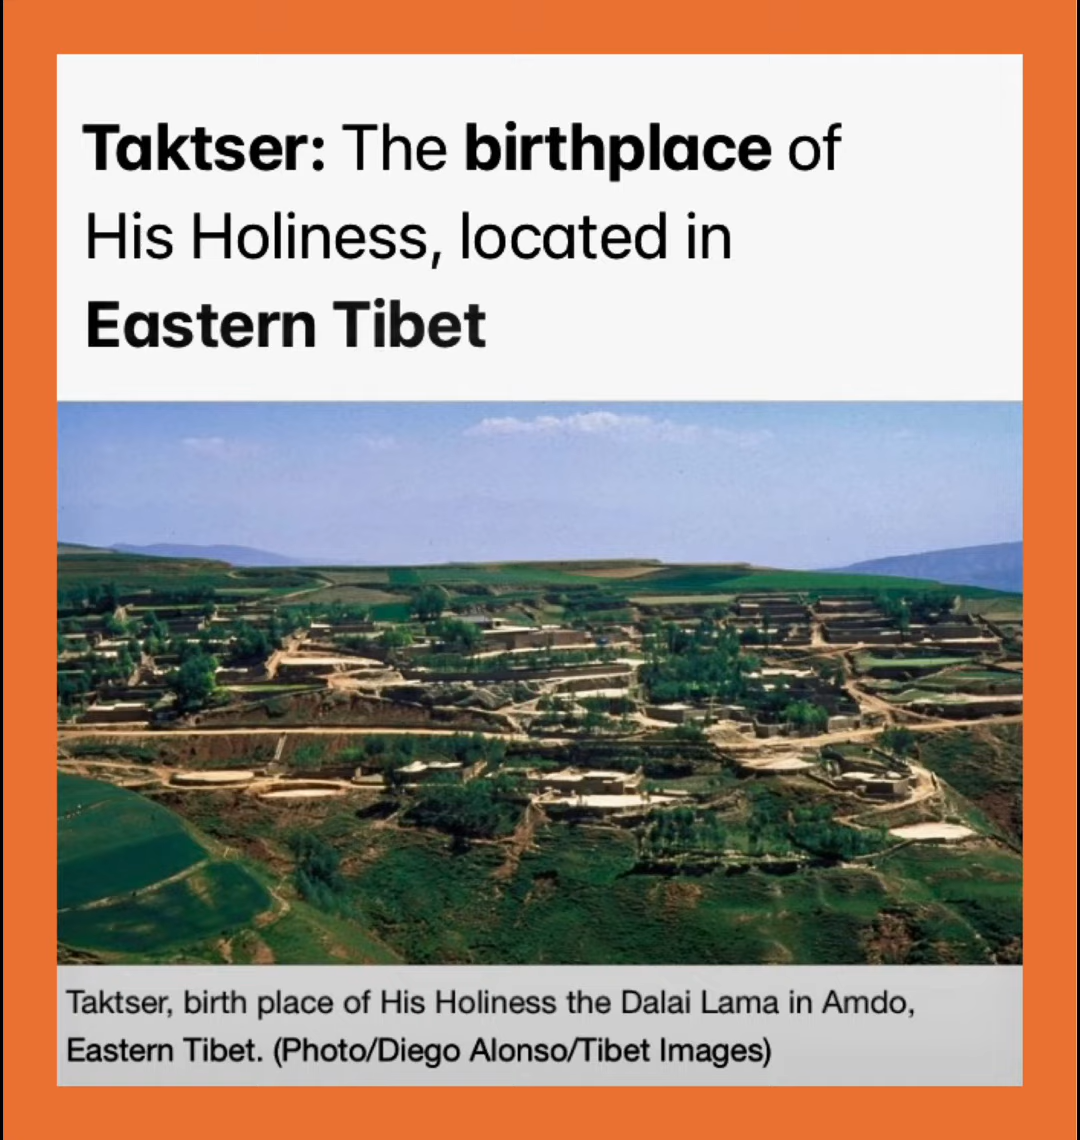 Taktser: The birthplace of
His Holiness, located in
Eastern Tibet
Taktser, birth place of His Holiness the Dalai Lama in Amdo,
Eastern Tibet. (Photo/Diego Alonso/Tibet Images)